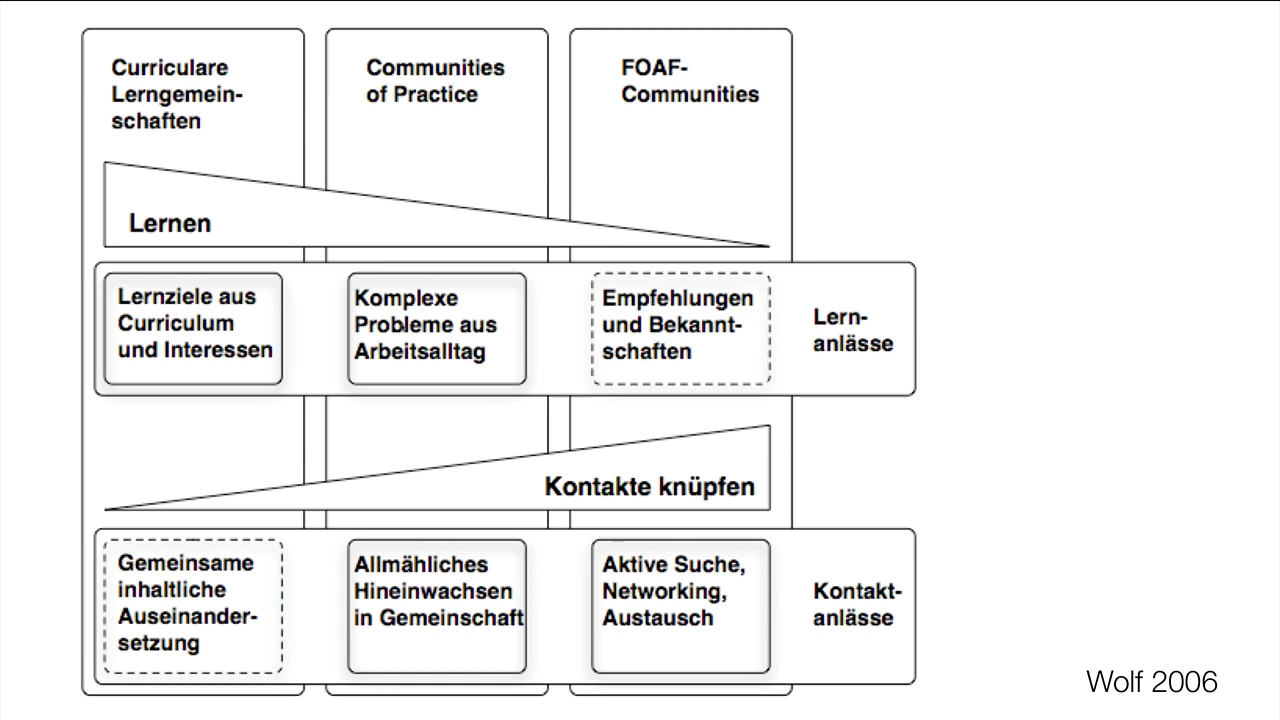 Curriculare
Lerngemein-
schaften
Communities
of Practice
FOAF-
Communities
Lernen
Lernziele aus
Curriculum
und Interessen
Komplexe
Probleme aus
Arbeitsalltag
Empfehlungen
und Bekannt-
schaften
Lern-
anlässe
Kontakte knüpfen
Gemeinsame
inhaltliche
Auseinander-
setzung
Allmähliches
Hineinwachsen
in Gemeinschaft
Aktive Suche,
Networking,
Austausch
Kontakt-
anlässe
Wolf 2006